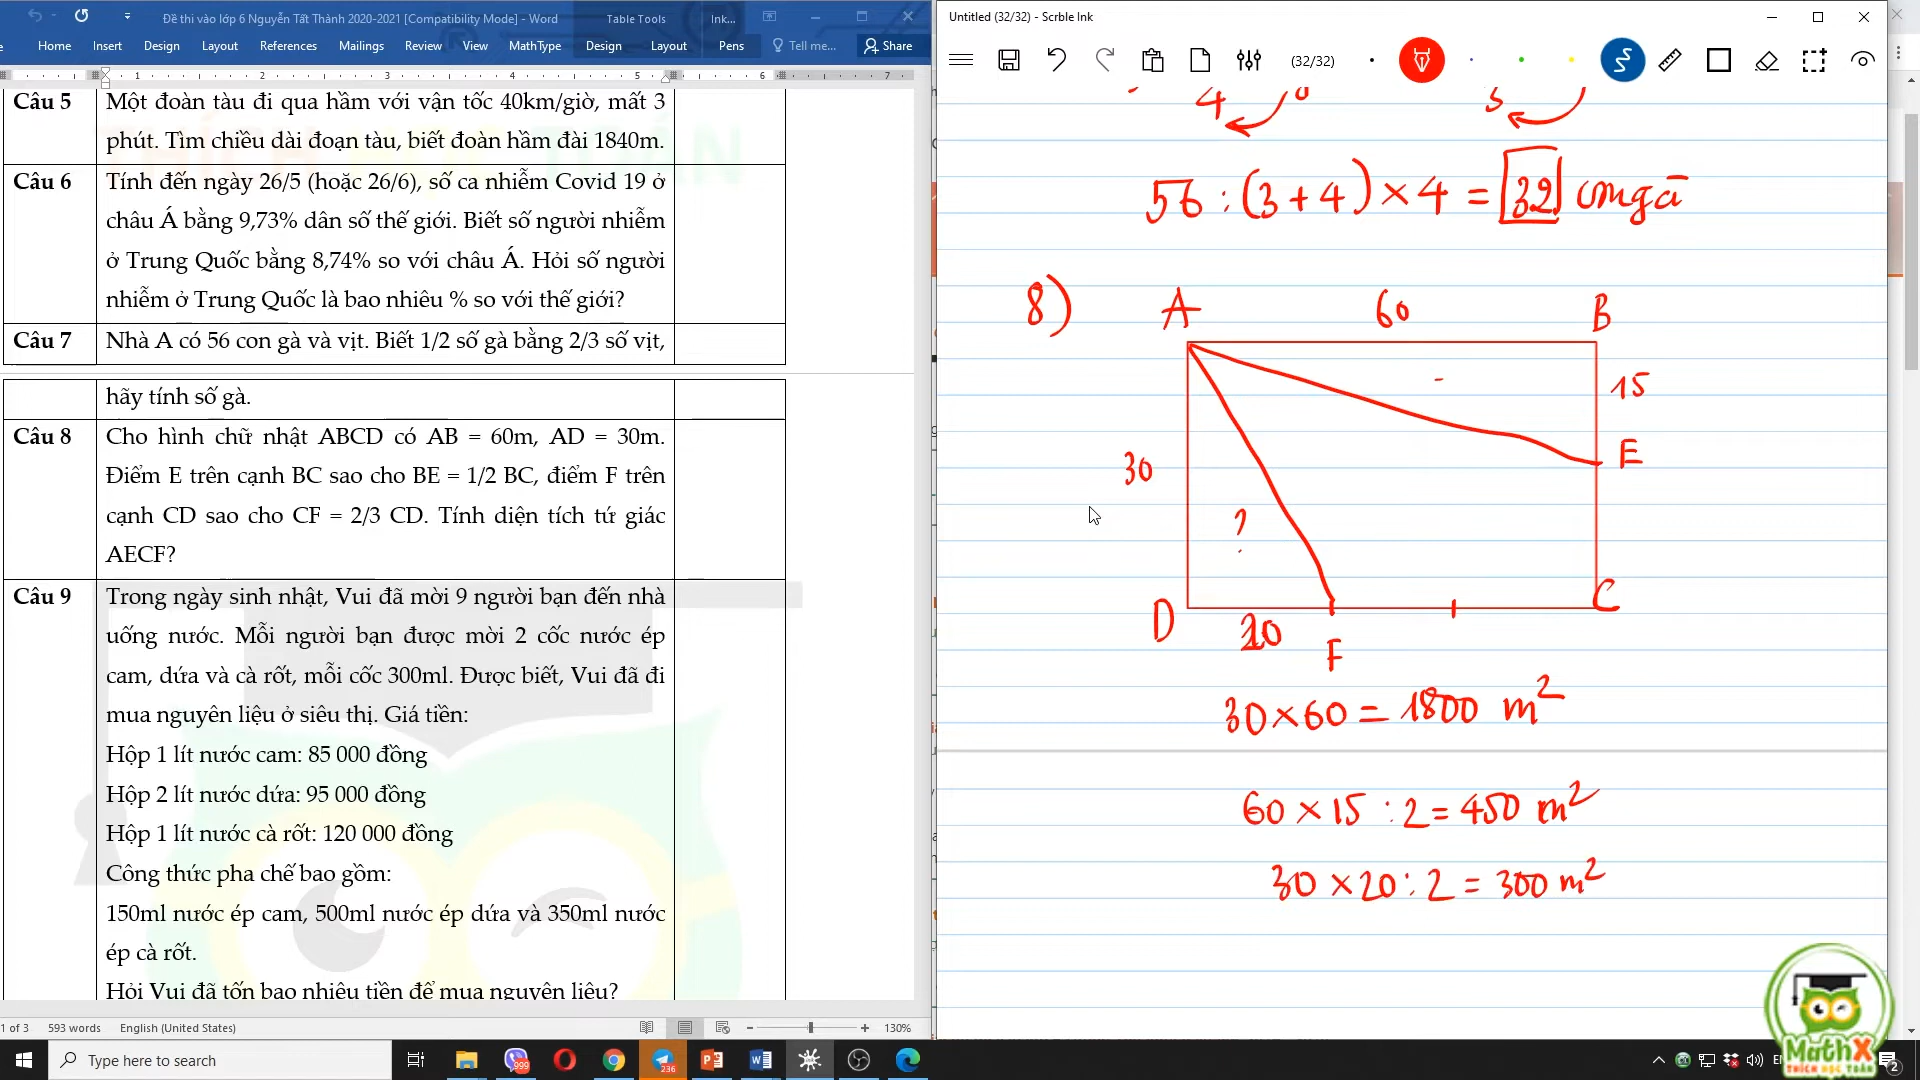 Đề thi vào lớp 6 Nguyễn Tất Thành 2020-2021 [Compatibility Mode] - Word
Table Tools
Ink...
Home Insert Design Layout References Mailings Review View MathType Design Layout Pens Tell me... Share
1 2 3 4 5 6 7
Câu 5 Một đoàn tàu đi qua hầm với vận tốc 40km/giờ, mất 3
phút. Tìm chiều dài đoạn tàu, biết đoàn hầm đài 1840m.
Câu 6 Tính đến ngày 26/5 (hoặc 26/6), số ca nhiễm Covid 19 ở
châu Á bằng 9,73% dân số thế giới. Biết số người nhiễm
ở Trung Quốc bằng 8,74% so với châu Á. Hỏi số người
nhiễm ở Trung Quốc là bao nhiêu % so với thế giới?
Câu 7 Nhà A có 56 con gà và vịt. Biết 1/2 số gà bằng 2/3 số vịt,
hãy tính số gà.
Câu 8 Cho hình chữ nhật ABCD có AB = 60m, AD = 30m.
Điểm E trên cạnh BC sao cho BE = 1/2 BC, điểm F trên
cạnh CD sao cho CF = 2/3 CD. Tính diện tích tứ giác
AECF?
Câu 9 Trong ngày sinh nhật, Vui đã mời 9 người bạn đến nhà
uống nước. Mỗi người bạn được mời 2 cốc nước ép
cam, dứa và cà rốt, mỗi cốc 300ml. Được biết, Vui đã đi
mua nguyên liệu ở siêu thị. Giá tiền:
Hộp 1 lít nước cam: 85 000 đồng
Hộp 2 lít nước dứa: 95 000 đồng
Hộp 1 lít nước cà rốt: 120 000 đồng
Công thức pha chế bao gồm:
150ml nước ép cam, 500ml nước ép dứa và 350ml nước
ép cà rốt.
Hỏi Vui đã tốn bao nhiêu tiền để mua nguyên liệu?
1 of 3 593 words English (United States) 130%
Type here to search
999
236
Untitled (32/32) - Scrble Ink
(32/32)
4
3
56 : (3 + 4) × 4 = 32 con gà
8)
A 60 B
15
30 E
?
D 20 F C
30 × 60 = 1800 m²
60 × 15 : 2 = 450 m²
30 × 20 : 2 = 300 m²
MathX
THÍCH HỌC TOÁN
2